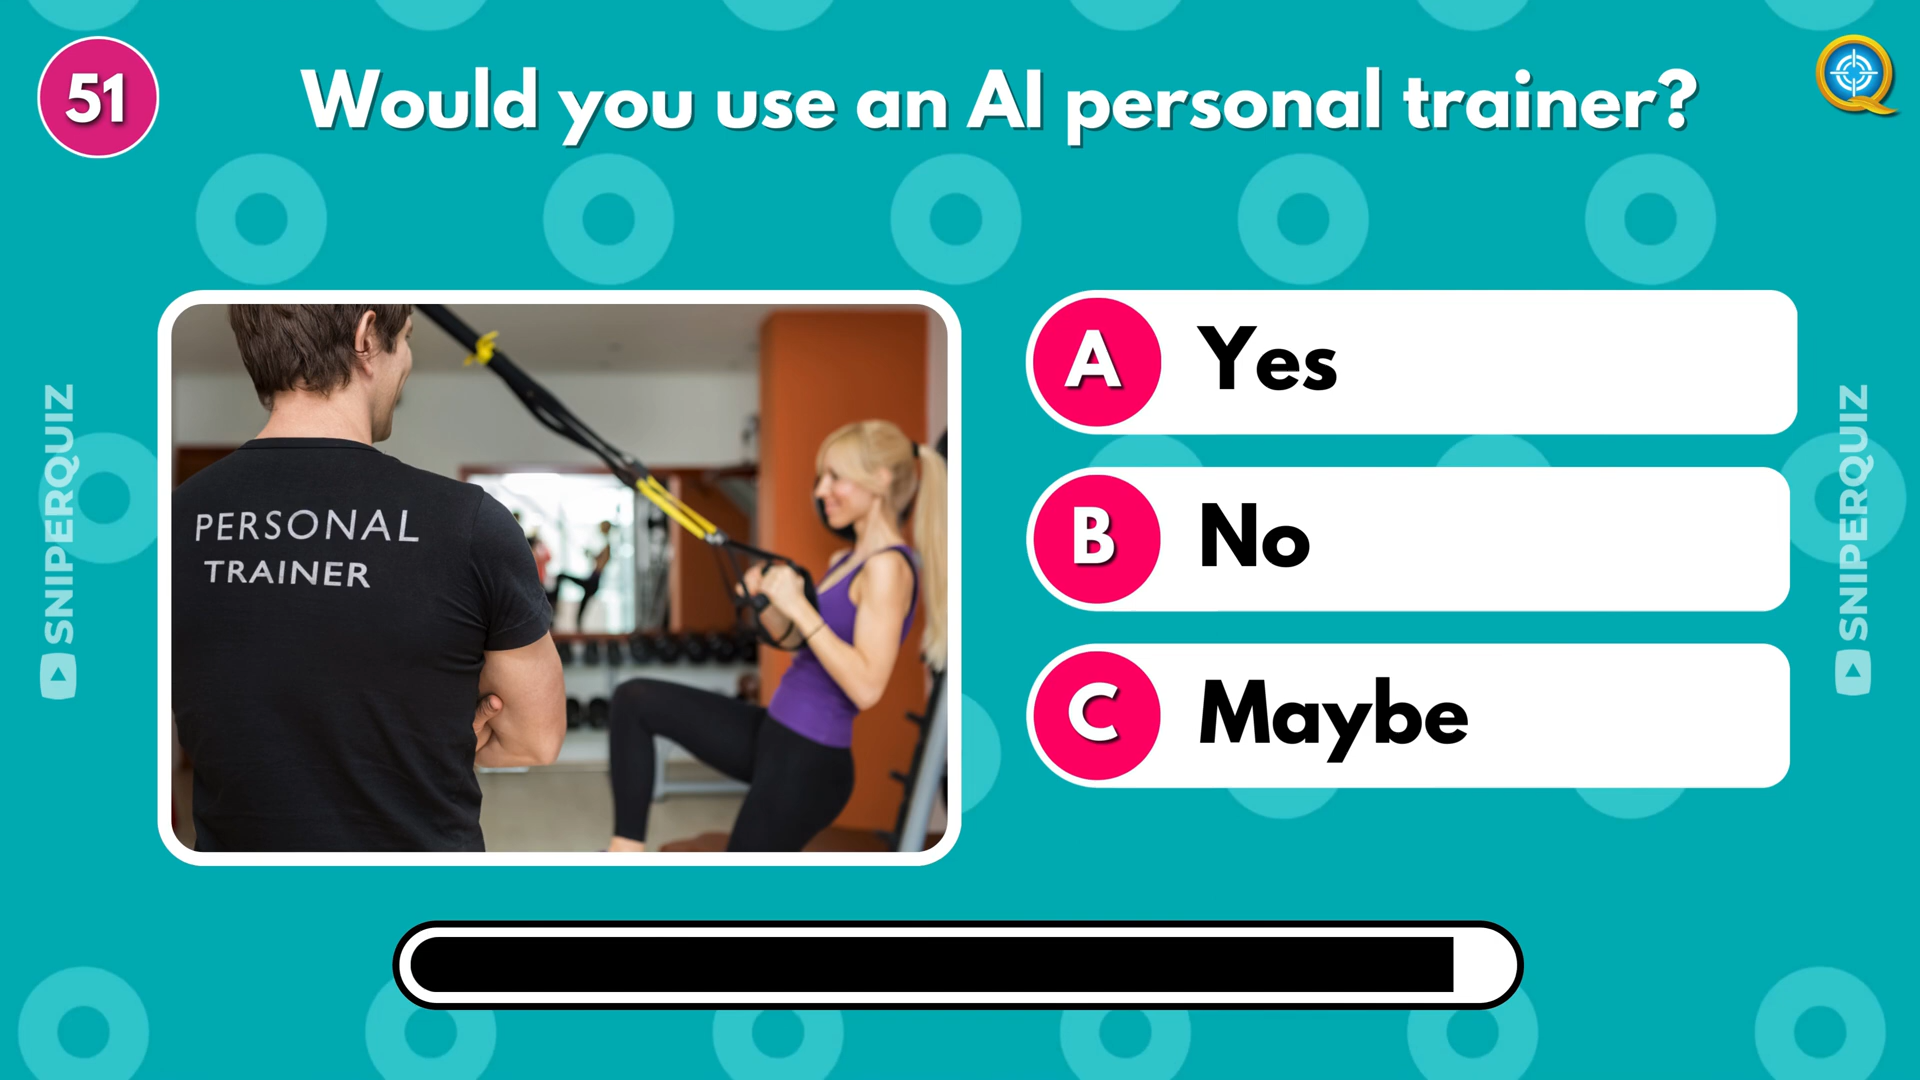 51
Would you use an AI personal trainer?
PERSONAL
TRAINER
A Yes
B No
C Maybe
SNIPERQUIZ
SNIPERQUIZ